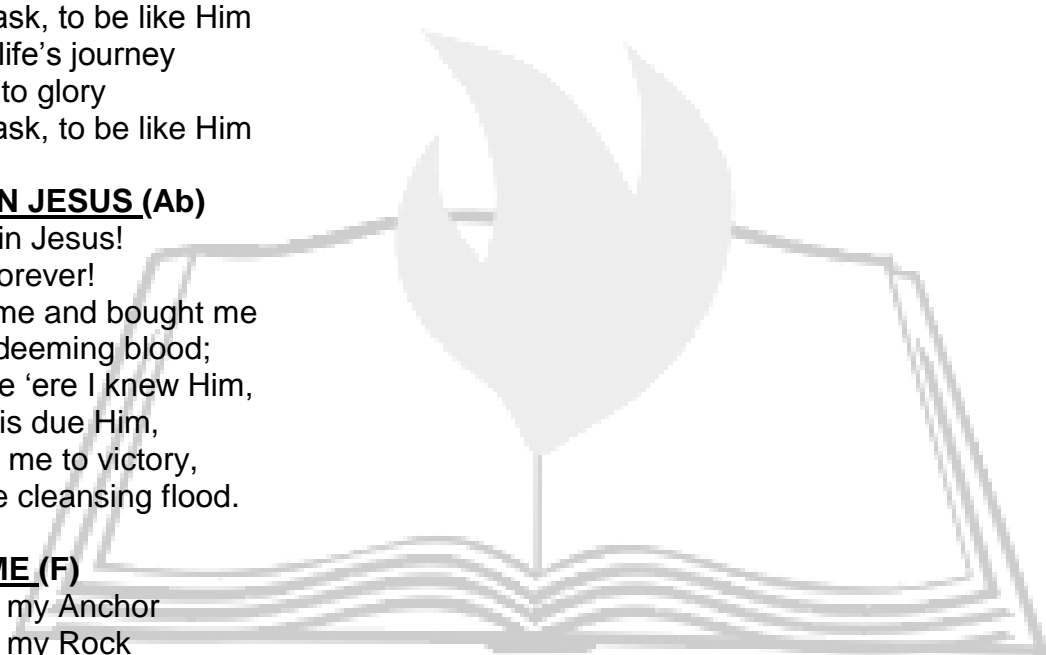 ask, to be like Him
life’s journey
to glory
ask, to be like Him
N JESUS (Ab)
in Jesus!
orever!
me and bought me
deeming blood;
e ‘ere I knew Him,
is due Him,
me to victory,
e cleansing flood.
ME (F)
my Anchor
my Rock